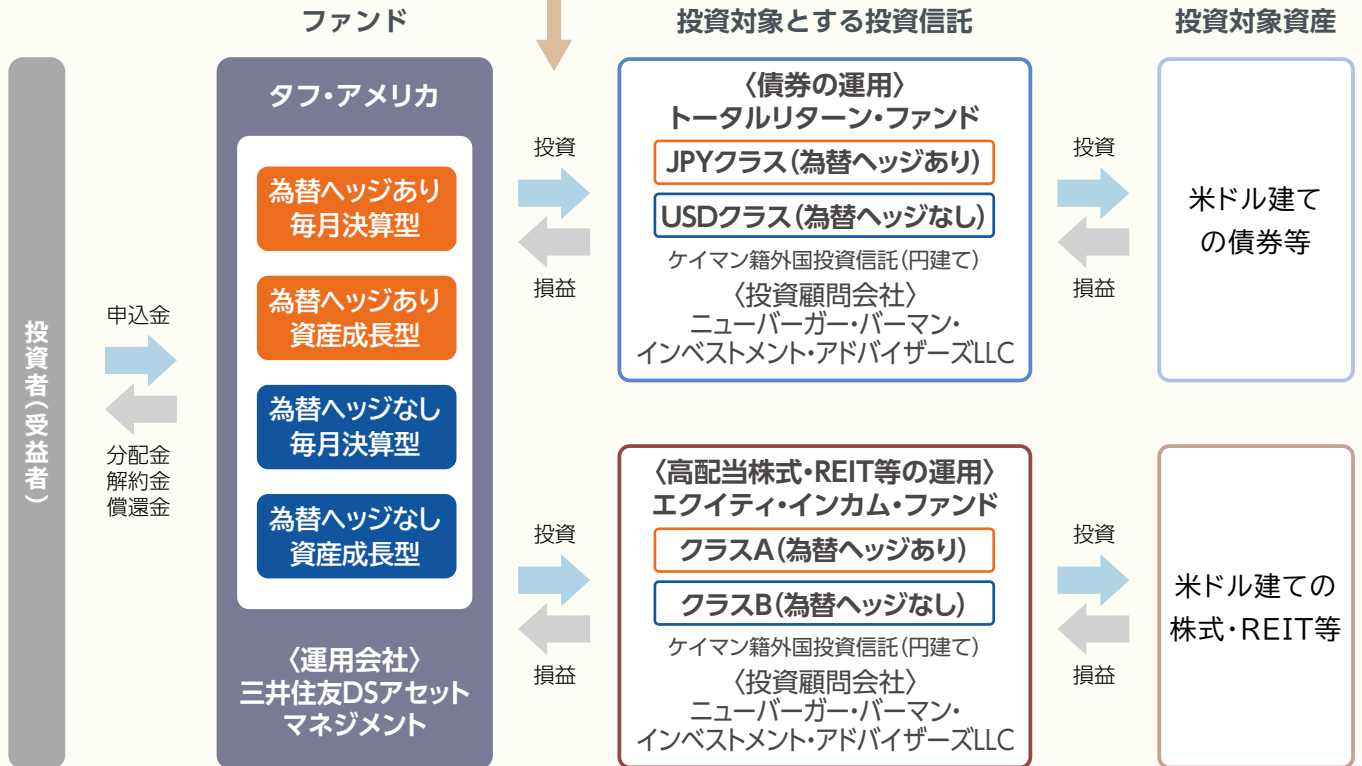 ファンド
投資対象とする投資信託
投資対象資産
投資者(受益者)
申込金
分配金
解約金
償還金
タフ・アメリカ
為替ヘッジあり
毎月決算型
為替ヘッジあり
資産成長型
為替ヘッジなし
毎月決算型
為替ヘッジなし
資産成長型
〈運用会社〉
三井住友DSアセット
マネジメント
投資
損益
〈債券の運用〉
トータルリターン・ファンド
JPYクラス(為替ヘッジあり)
USDクラス(為替ヘッジなし)
ケイマン籍外国投資信託(円建て)
〈投資顧問会社〉
ニューバーガー・バーマン・
インベストメント・アドバイザーズLLC
投資
損益
米ドル建て
の債券等
投資
損益
〈高配当株式・REIT等の運用〉
エクイティ・インカム・ファンド
クラスA(為替ヘッジあり)
クラスB(為替ヘッジなし)
ケイマン籍外国投資信託(円建て)
〈投資顧問会社〉
ニューバーガー・バーマン・
インベストメント・アドバイザーズLLC
投資
損益
米ドル建ての
株式・REIT等